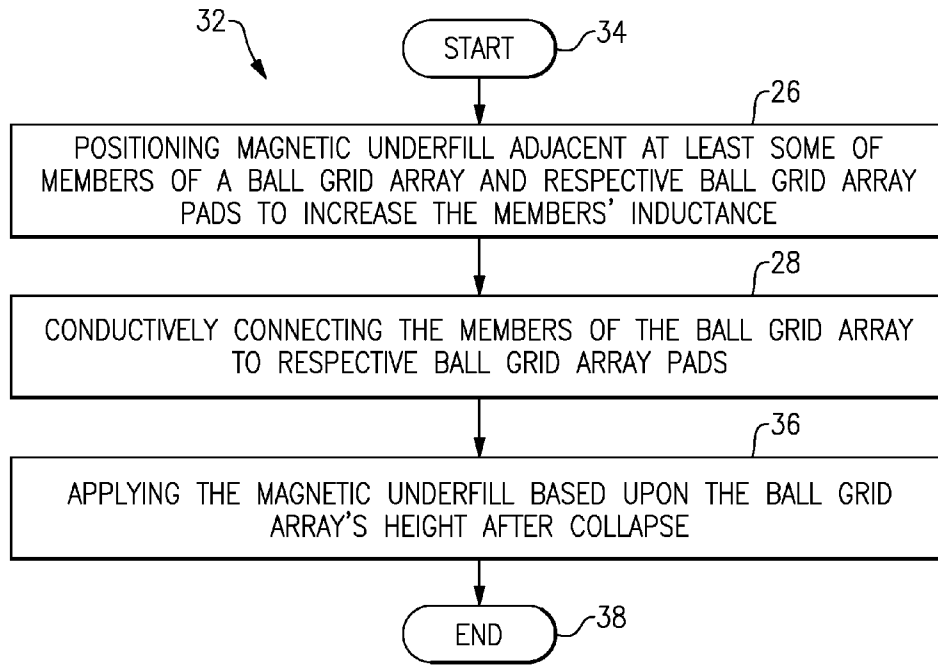 32
START
34
26
POSITIONING MAGNETIC UNDERFILL ADJACENT AT LEAST SOME OF
MEMBERS OF A BALL GRID ARRAY AND RESPECTIVE BALL GRID ARRAY
PADS TO INCREASE THE MEMBERS' INDUCTANCE
28
CONDUCTIVELY CONNECTING THE MEMBERS OF THE BALL GRID ARRAY
TO RESPECTIVE BALL GRID ARRAY PADS
36
APPLYING THE MAGNETIC UNDERFILL BASED UPON THE BALL GRID
ARRAY'S HEIGHT AFTER COLLAPSE
END
38